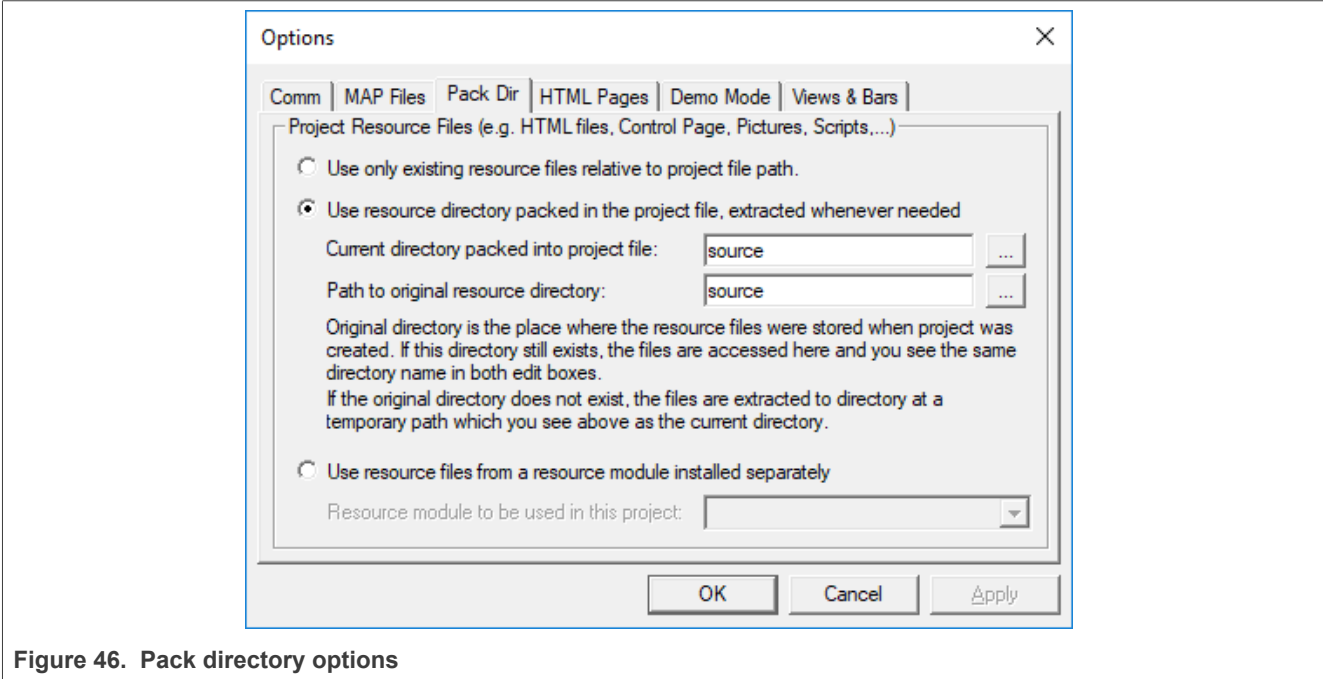 Options
Comm MAP Files Pack Dir HTML Pages Demo Mode Views & Bars
Project Resource Files (e.g. HTML files, Control Page, Pictures, Scripts,...)
Use only existing resource files relative to project file path.
Use resource directory packed in the project file, extracted whenever needed
Current directory packed into project file: source ...
Path to original resource directory: source ...
Original directory is the place where the resource files were stored when project was
created. If this directory still exists, the files are accessed here and you see the same
directory name in both edit boxes.
If the original directory does not exist, the files are extracted to directory at a
temporary path which you see above as the current directory.
Use resource files from a resource module installed separately
Resource module to be used in this project:
OK Cancel Apply
Figure 46. Pack directory options